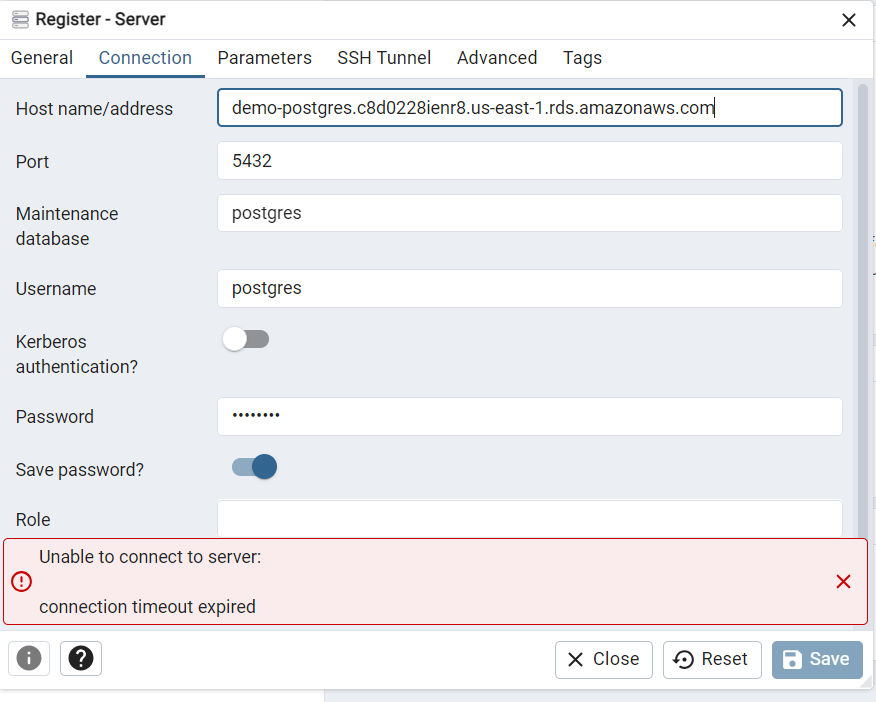 Register - Server
General Connection Parameters SSH Tunnel Advanced Tags
Host name/address demo-postgres.c8d0228ienr8.us-east-1.rds.amazonaws.com
Port 5432
Maintenance database postgres
Username postgres
Kerberos authentication?
Password ••••••••
Save password?
Role
Unable to connect to server:
connection timeout expired
Close Reset Save